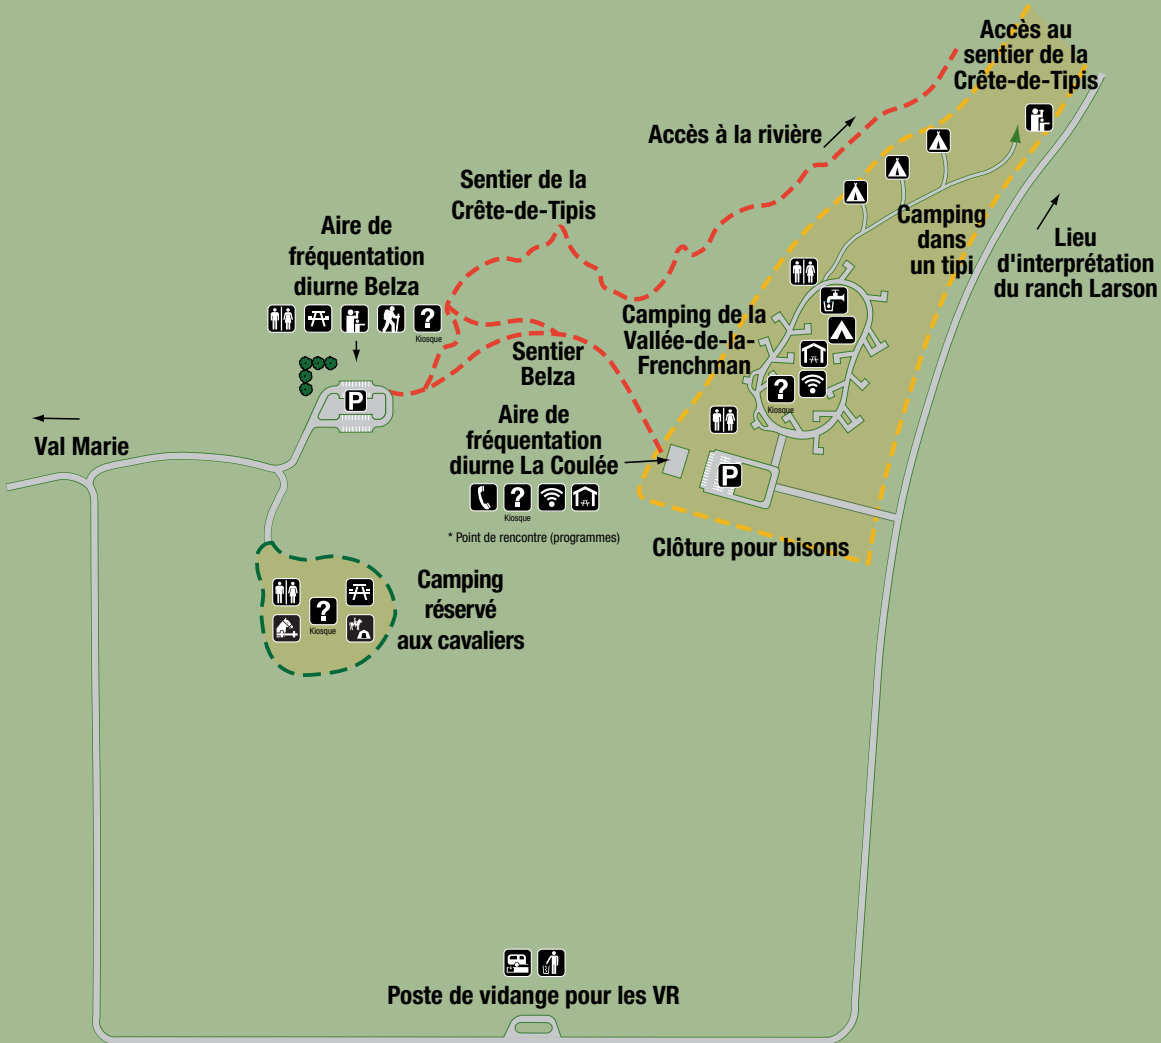 Accès au
sentier de la
Crête-de-Tipis
Accès à la rivière
Sentier de la
Crête-de-Tipis
Aire de
fréquentation
diurne Belza
?
Kiosque
P
Camping
dans
un tipi
Lieu
d'interprétation
du ranch Larson
Camping de la
Vallée-de-la-
Frenchman
?
Kiosque
Sentier
Belza
Aire de
fréquentation
diurne La Coulée
?
Kiosque
* Point de rencontre (programmes)
P
Val Marie
Clôture pour bisons
Camping
réservé
aux cavaliers
?
Kiosque
Poste de vidange pour les VR